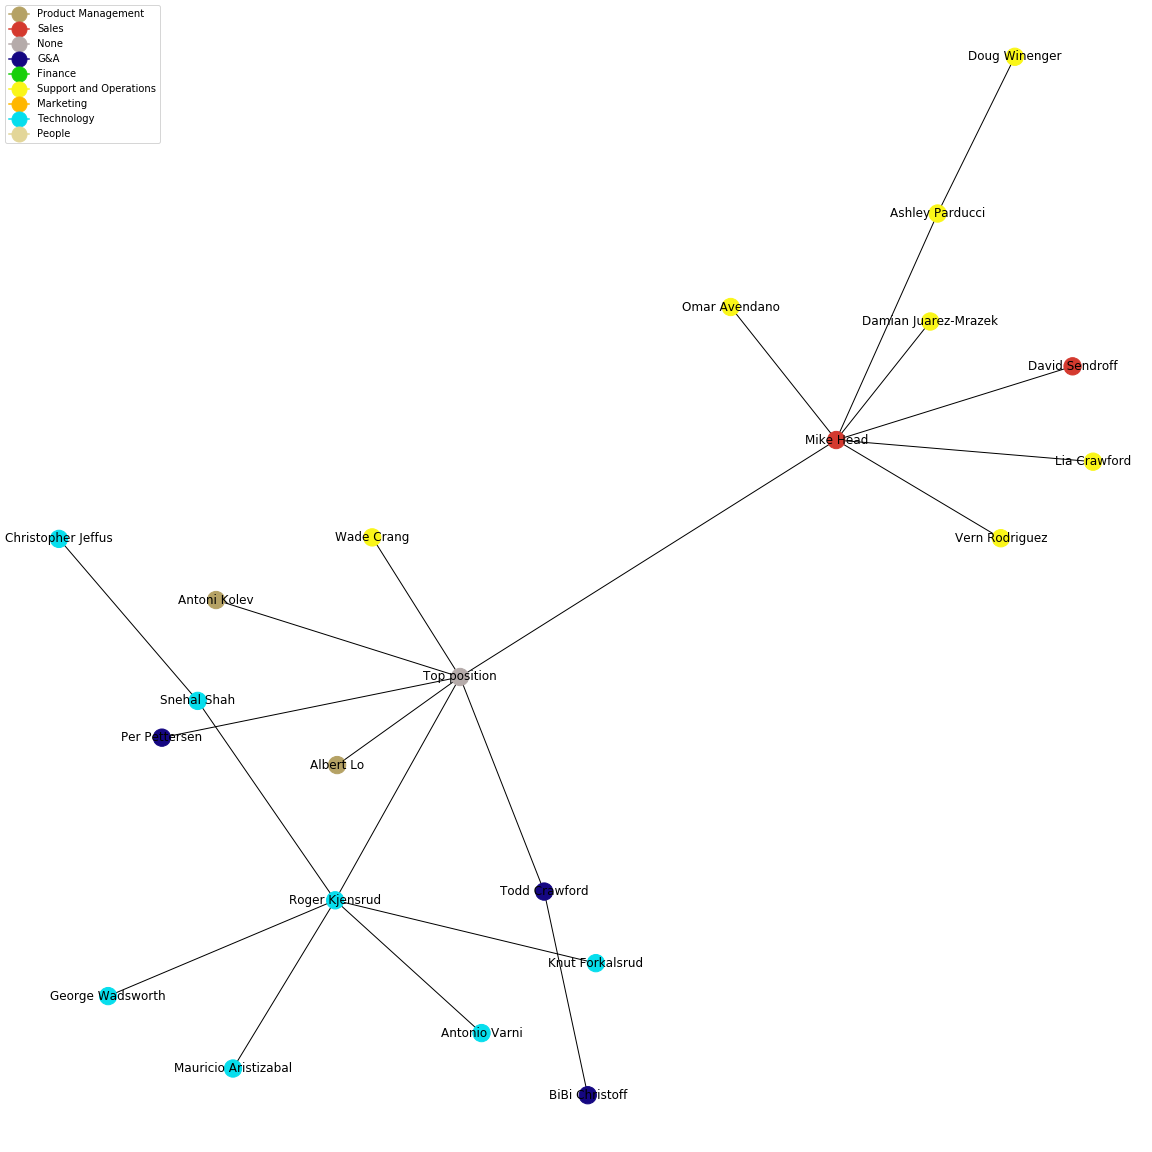 Product Management
Sales
None
G&A
Finance
Support and Operations
Marketing
Technology
People
Doug Winenger
Ashley Parducci
Omar Avendano
Damian Juarez-Mrazek
David Sendroff
Mike Head
Lia Crawford
Wade Crang
Vern Rodriguez
Christopher Jeffus
Antoni Kolev
Top position
Snehal Shah
Per Pettersen
Albert Lo
Todd Crawford
Roger Kjensrud
Knut Forkalsrud
George Wadsworth
Antonio Varni
Mauricio Aristizabal
BiBi Christoff